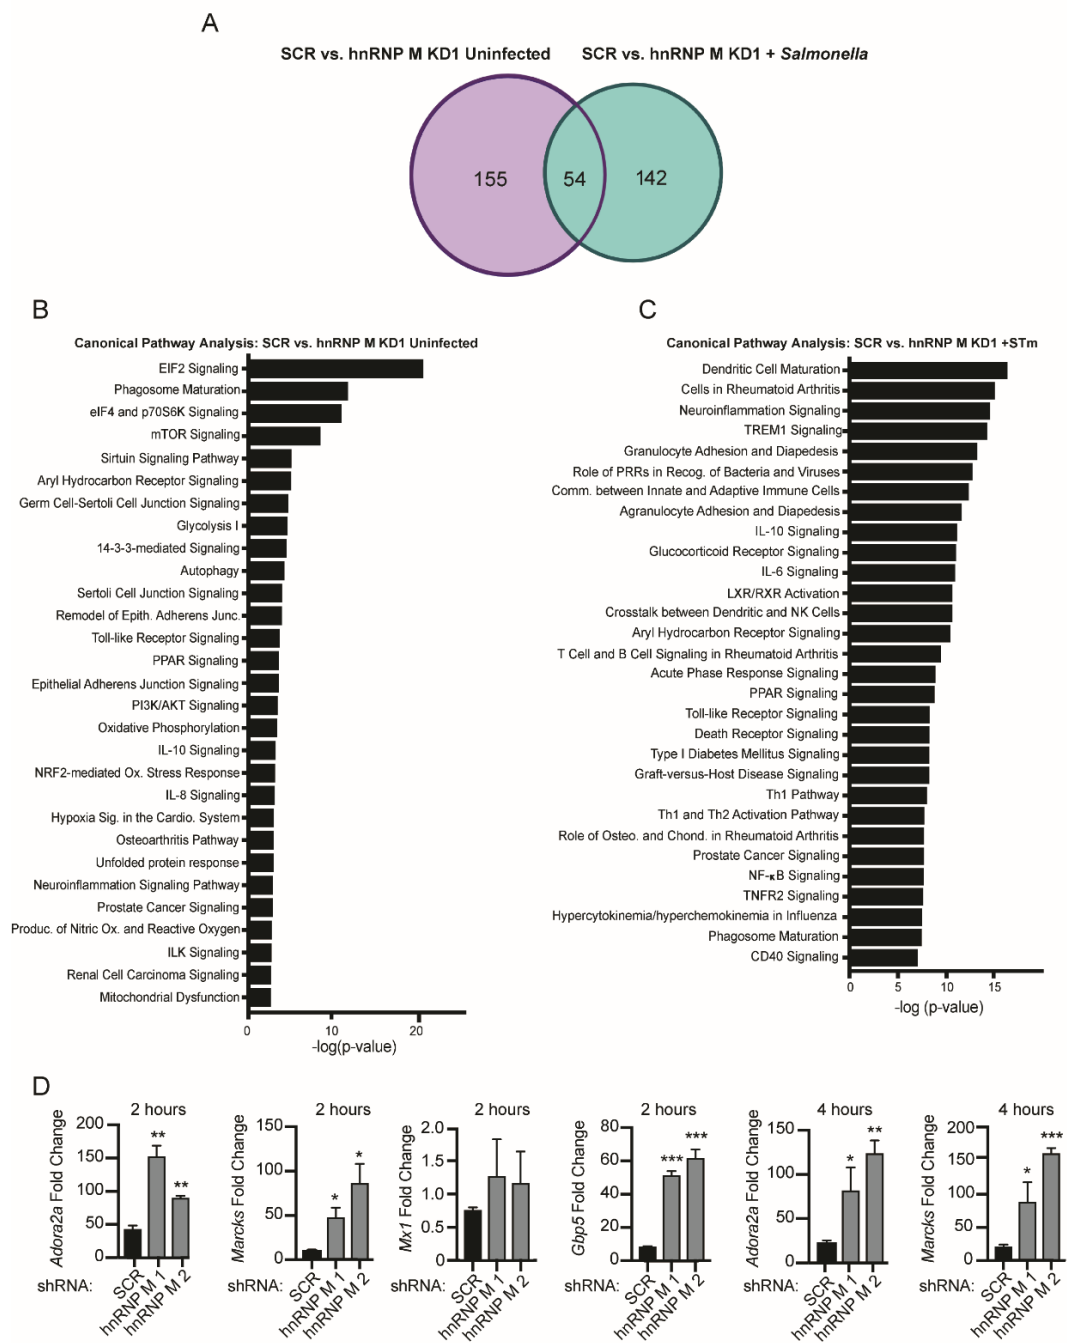 A
SCR vs. hnRNP M KD1 Uninfected
SCR vs. hnRNP M KD1 + Salmonella
155
54
142
B
Canonical Pathway Analysis: SCR vs. hnRNP M KD1 Uninfected
EIF2 Signaling
Phagosome Maturation
eIF4 and p70S6K Signaling
mTOR Signaling
Sirtuin Signaling Pathway
Aryl Hydrocarbon Receptor Signaling
Germ Cell-Sertoli Cell Junction Signaling
Glycolysis I
14-3-3-mediated Signaling
Autophagy
Sertoli Cell Junction Signaling
Remodel of Epith. Adherens Junc.
Toll-like Receptor Signaling
PPAR Signaling
Epithelial Adherens Junction Signaling
PI3K/AKT Signaling
Oxidative Phosphorylation
IL-10 Signaling
NRF2-mediated Ox. Stress Response
IL-8 Signaling
Hypoxia Sig. in the Cardio. System
Osteoarthritis Pathway
Unfolded protein response
Neuroinflammation Signaling Pathway
Prostate Cancer Signaling
Produc. of Nitric Ox. and Reactive Oxygen
ILK Signaling
Renal Cell Carcinoma Signaling
Mitochondrial Dysfunction
0 10 20
-log(p-value)
C
Canonical Pathway Analysis: SCR vs. hnRNP M KD1 +STm
Dendritic Cell Maturation
Cells in Rheumatoid Arthritis
Neuroinflammation Signaling
TREM1 Signaling
Granulocyte Adhesion and Diapedesis
Role of PRRs in Recog. of Bacteria and Viruses
Comm. between Innate and Adaptive Immune Cells
Agranulocyte Adhesion and Diapedesis
IL-10 Signaling
Glucocorticoid Receptor Signaling
IL-6 Signaling
LXR/RXR Activation
Crosstalk between Dendritic and NK Cells
Aryl Hydrocarbon Receptor Signaling
T Cell and B Cell Signaling in Rheumatoid Arthritis
Acute Phase Response Signaling
PPAR Signaling
Toll-like Receptor Signaling
Death Receptor Signaling
Type I Diabetes Mellitus Signaling
Graft-versus-Host Disease Signaling
Th1 Pathway
Th1 and Th2 Activation Pathway
Role of Osteo. and Chond. in Rheumatoid Arthritis
Prostate Cancer Signaling
NF-κB Signaling
TNFR2 Signaling
Hypercytokinemia/hyperchemokinemia in Influenza
Phagosome Maturation
CD40 Signaling
0 5 10 15
-log (p-value)
D
2 hours
Adora2a Fold Change
200
150
100
50
0
** **
shRNA: SCR hnRNP M 1 hnRNP M 2
2 hours
Marcks Fold Change
150
100
50
0
* *
shRNA: SCR hnRNP M 1 hnRNP M 2
2 hours
Mx1 Fold Change
2.0
1.5
1.0
0.5
0
shRNA: SCR hnRNP M 1 hnRNP M 2
2 hours
Gbp5 Fold Change
80
60
40
20
0
*** ***
shRNA: SCR hnRNP M 1 hnRNP M 2
4 hours
Adora2a Fold Change
150
100
50
0
* **
shRNA: SCR hnRNP M 1 hnRNP M 2
4 hours
Marcks Fold Change
200
150
100
50
0
* ***
shRNA: SCR hnRNP M 1 hnRNP M 2